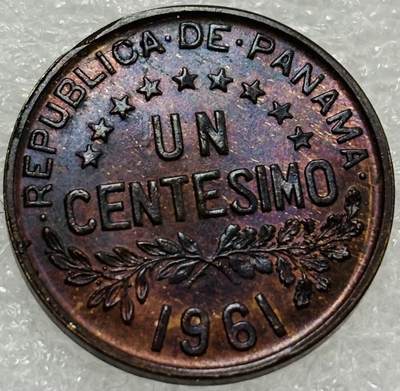 ·REPUBLICA·DE·PANAMA·
UN
CENTESIMO
1961